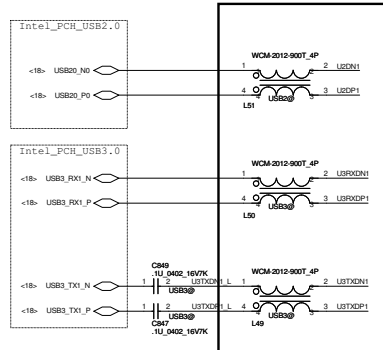 Intel_PCH_USB2.0
WCM-2012-900T_4P
<18> USB20_N0 1 2 U2DN1
<18> USB20_P0 4 3 U2DP1
USB2@
L51
Intel_PCH_USB3.0
WCM-2012-900T_4P
<18> USB3_RX1_N 1 2 U3RXDN1
<18> USB3_RX1_P 4 3 U3RXDP1
USB3@
L50
C849
.1U_0402_16V7K
WCM-2012-900T_4P
<18> USB3_TX1_N 1 2 U3TXDN1_L 1 2 U3TXDN1
USB3@
<18> USB3_TX1_P 1 2 U3TXDP1_L 4 3 U3TXDP1
USB3@ USB3@
C847 L49
.1U_0402_16V7K